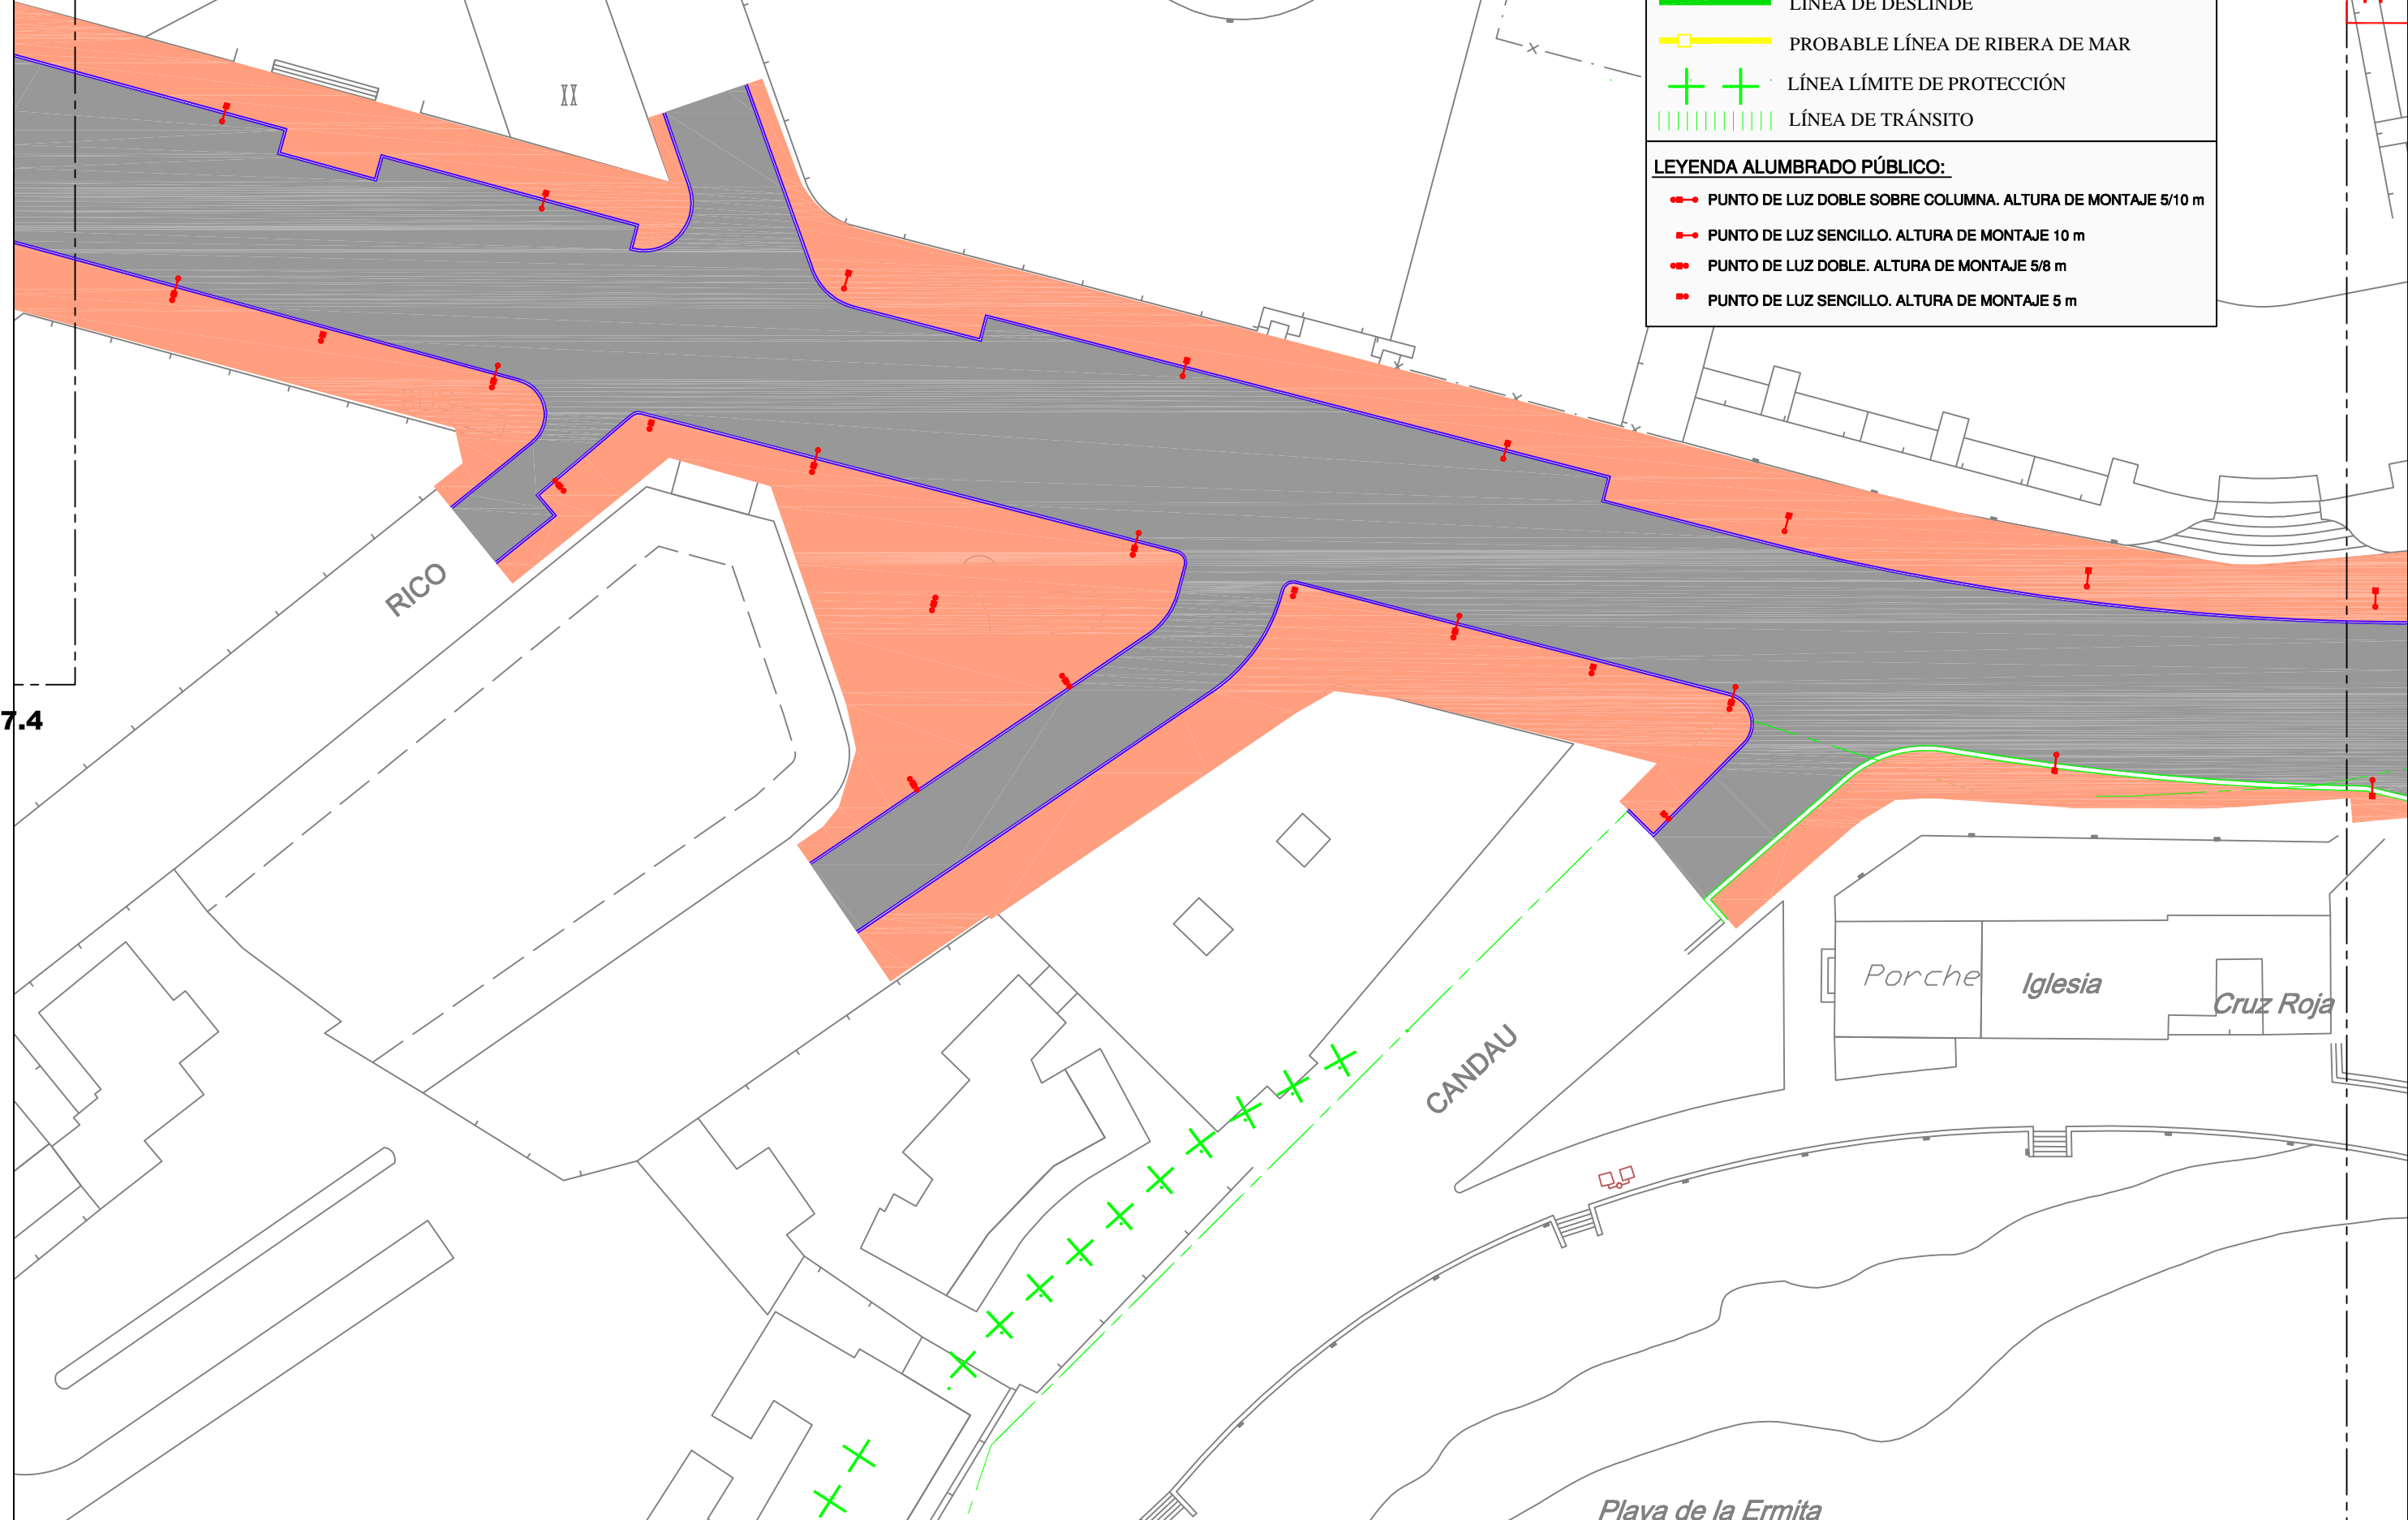 LÍNEA DE DESLINDE
PROBABLE LÍNEA DE RIBERA DE MAR
LÍNEA LÍMITE DE PROTECCIÓN
LÍNEA DE TRÁNSITO
LEYENDA ALUMBRADO PÚBLICO:
PUNTO DE LUZ DOBLE SOBRE COLUMNA. ALTURA DE MONTAJE 5/10 m
PUNTO DE LUZ SENCILLO. ALTURA DE MONTAJE 10 m
PUNTO DE LUZ DOBLE. ALTURA DE MONTAJE 5/8 m
PUNTO DE LUZ SENCILLO. ALTURA DE MONTAJE 5 m
II
RICO
7.4
Porche
Iglesia
Cruz Roja
CANDAU
Playa de la Ermita